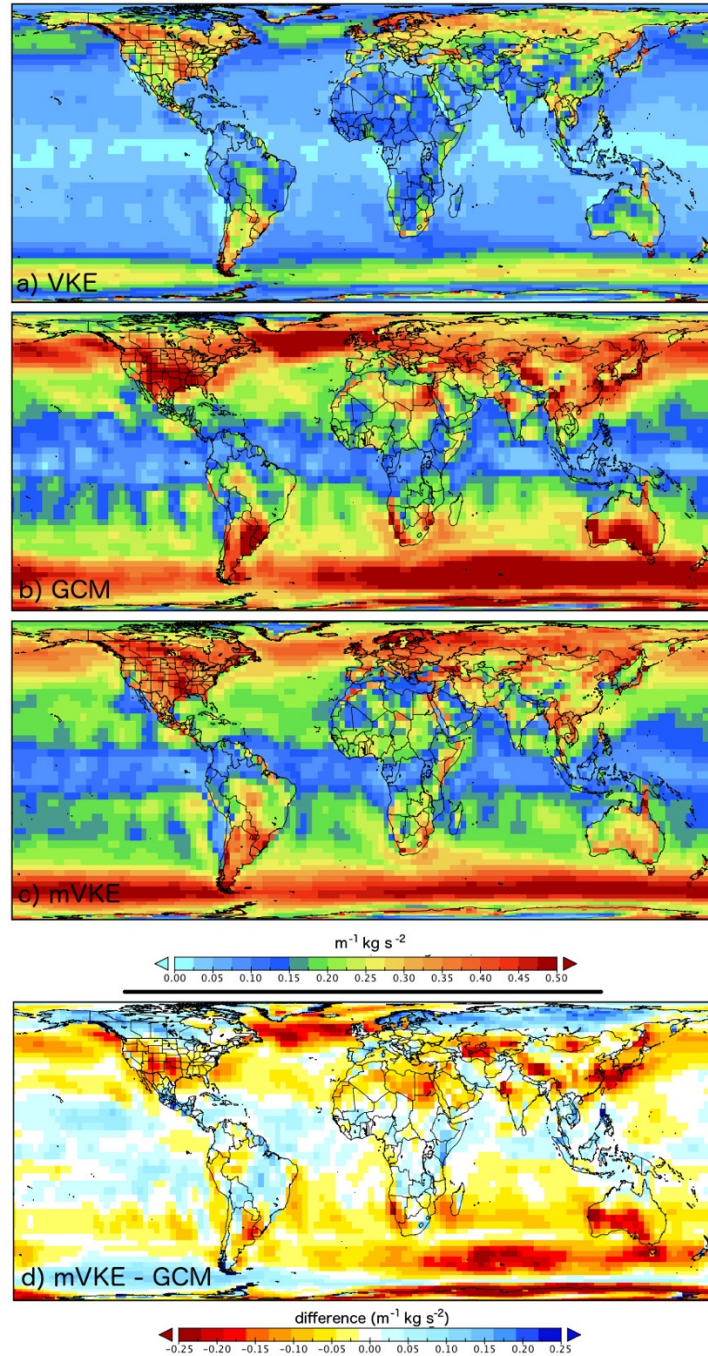 a) VKE
b) GCM
c) mVKE
m⁻¹ kg s⁻²
0.00 0.05 0.10 0.15 0.20 0.25 0.30 0.35 0.40 0.45 0.50
d) mVKE - GCM
difference (m⁻¹ kg s⁻²)
−0.25 −0.20 −0.15 −0.10 −0.05 0.00 0.05 0.10 0.15 0.20 0.25